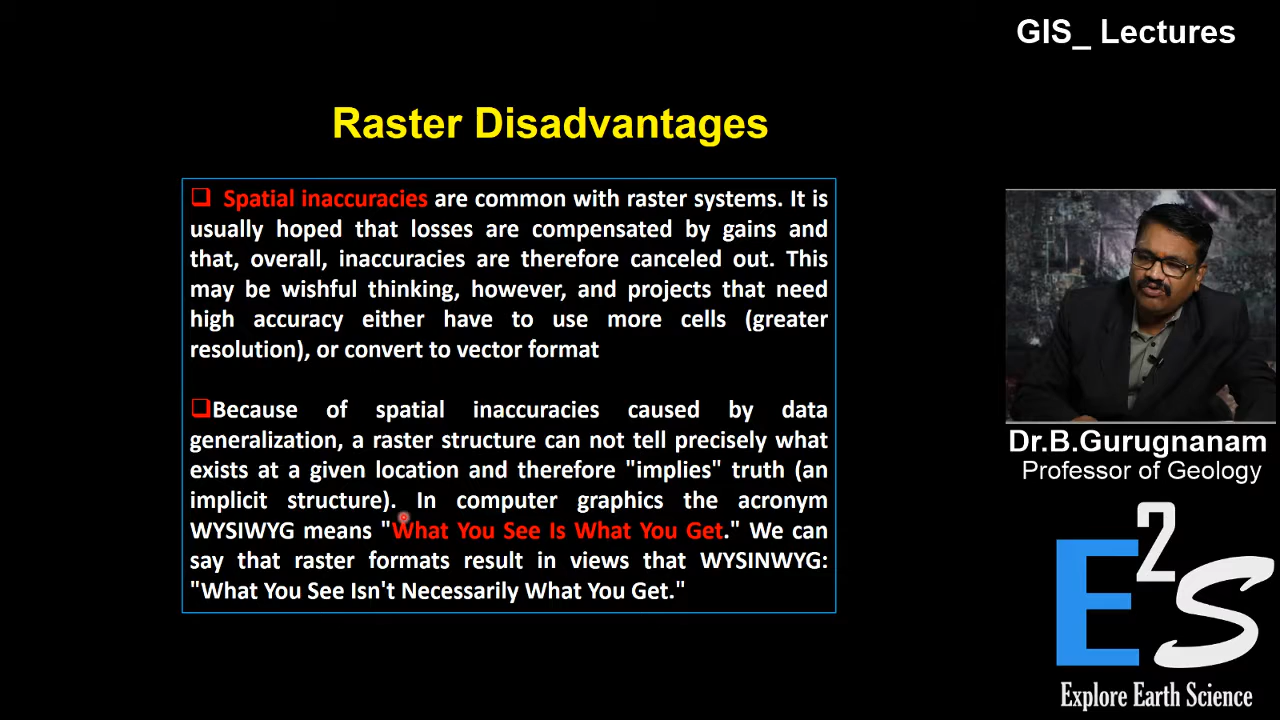 GIS_ Lectures
Raster Disadvantages
Spatial inaccuracies are common with raster systems. It is
usually hoped that losses are compensated by gains and
that, overall, inaccuracies are therefore canceled out. This
may be wishful thinking, however, and projects that need
high accuracy either have to use more cells (greater
resolution), or convert to vector format
Because of spatial inaccuracies caused by data
generalization, a raster structure can not tell precisely what
exists at a given location and therefore "implies" truth (an
implicit structure). In computer graphics the acronym
WYSIWYG means "What You See Is What You Get." We can
say that raster formats result in views that WYSINWYG:
"What You See Isn't Necessarily What You Get."
Dr.B.Gurugnanam
Professor of Geology
E2S
Explore Earth Science